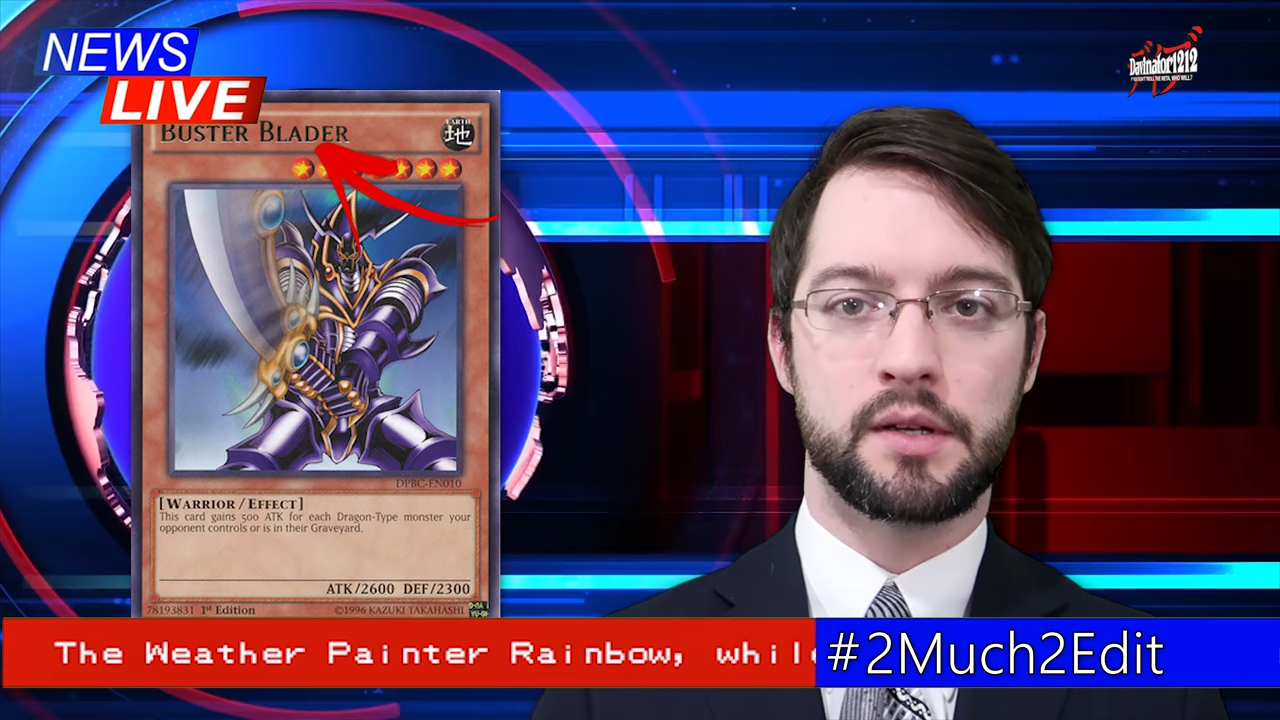 NEWS
LIVE
Davinator1212
BUSTER BLADER
EARTH
地
DPBC-EN010
[WARRIOR / EFFECT]
This card gains 500 ATK for each Dragon-Type monster your
opponent controls or is in their Graveyard.
ATK/2600 DEF/2300
78193831 1st Edition
©1996 KAZUKI TAKAHASHI
The Weather Painter Rainbow, while
#2Much2Edit